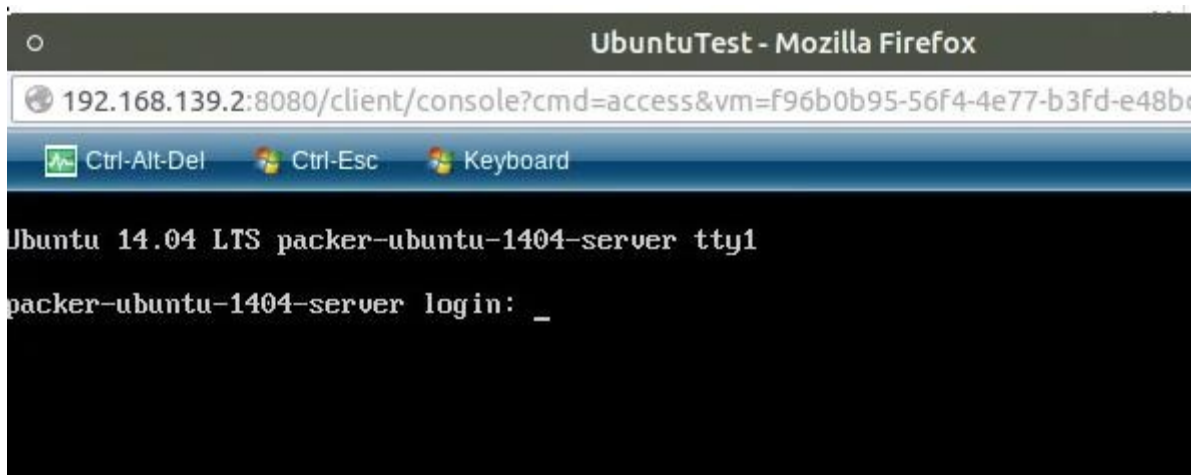 UbuntuTest - Mozilla Firefox
192.168.139.2:8080/client/console?cmd=access&vm=f96b0b95-56f4-4e77-b3fd-e48b
Ctrl-Alt-Del Ctrl-Esc Keyboard
Ubuntu 14.04 LTS packer-ubuntu-1404-server tty1
packer-ubuntu-1404-server login: _